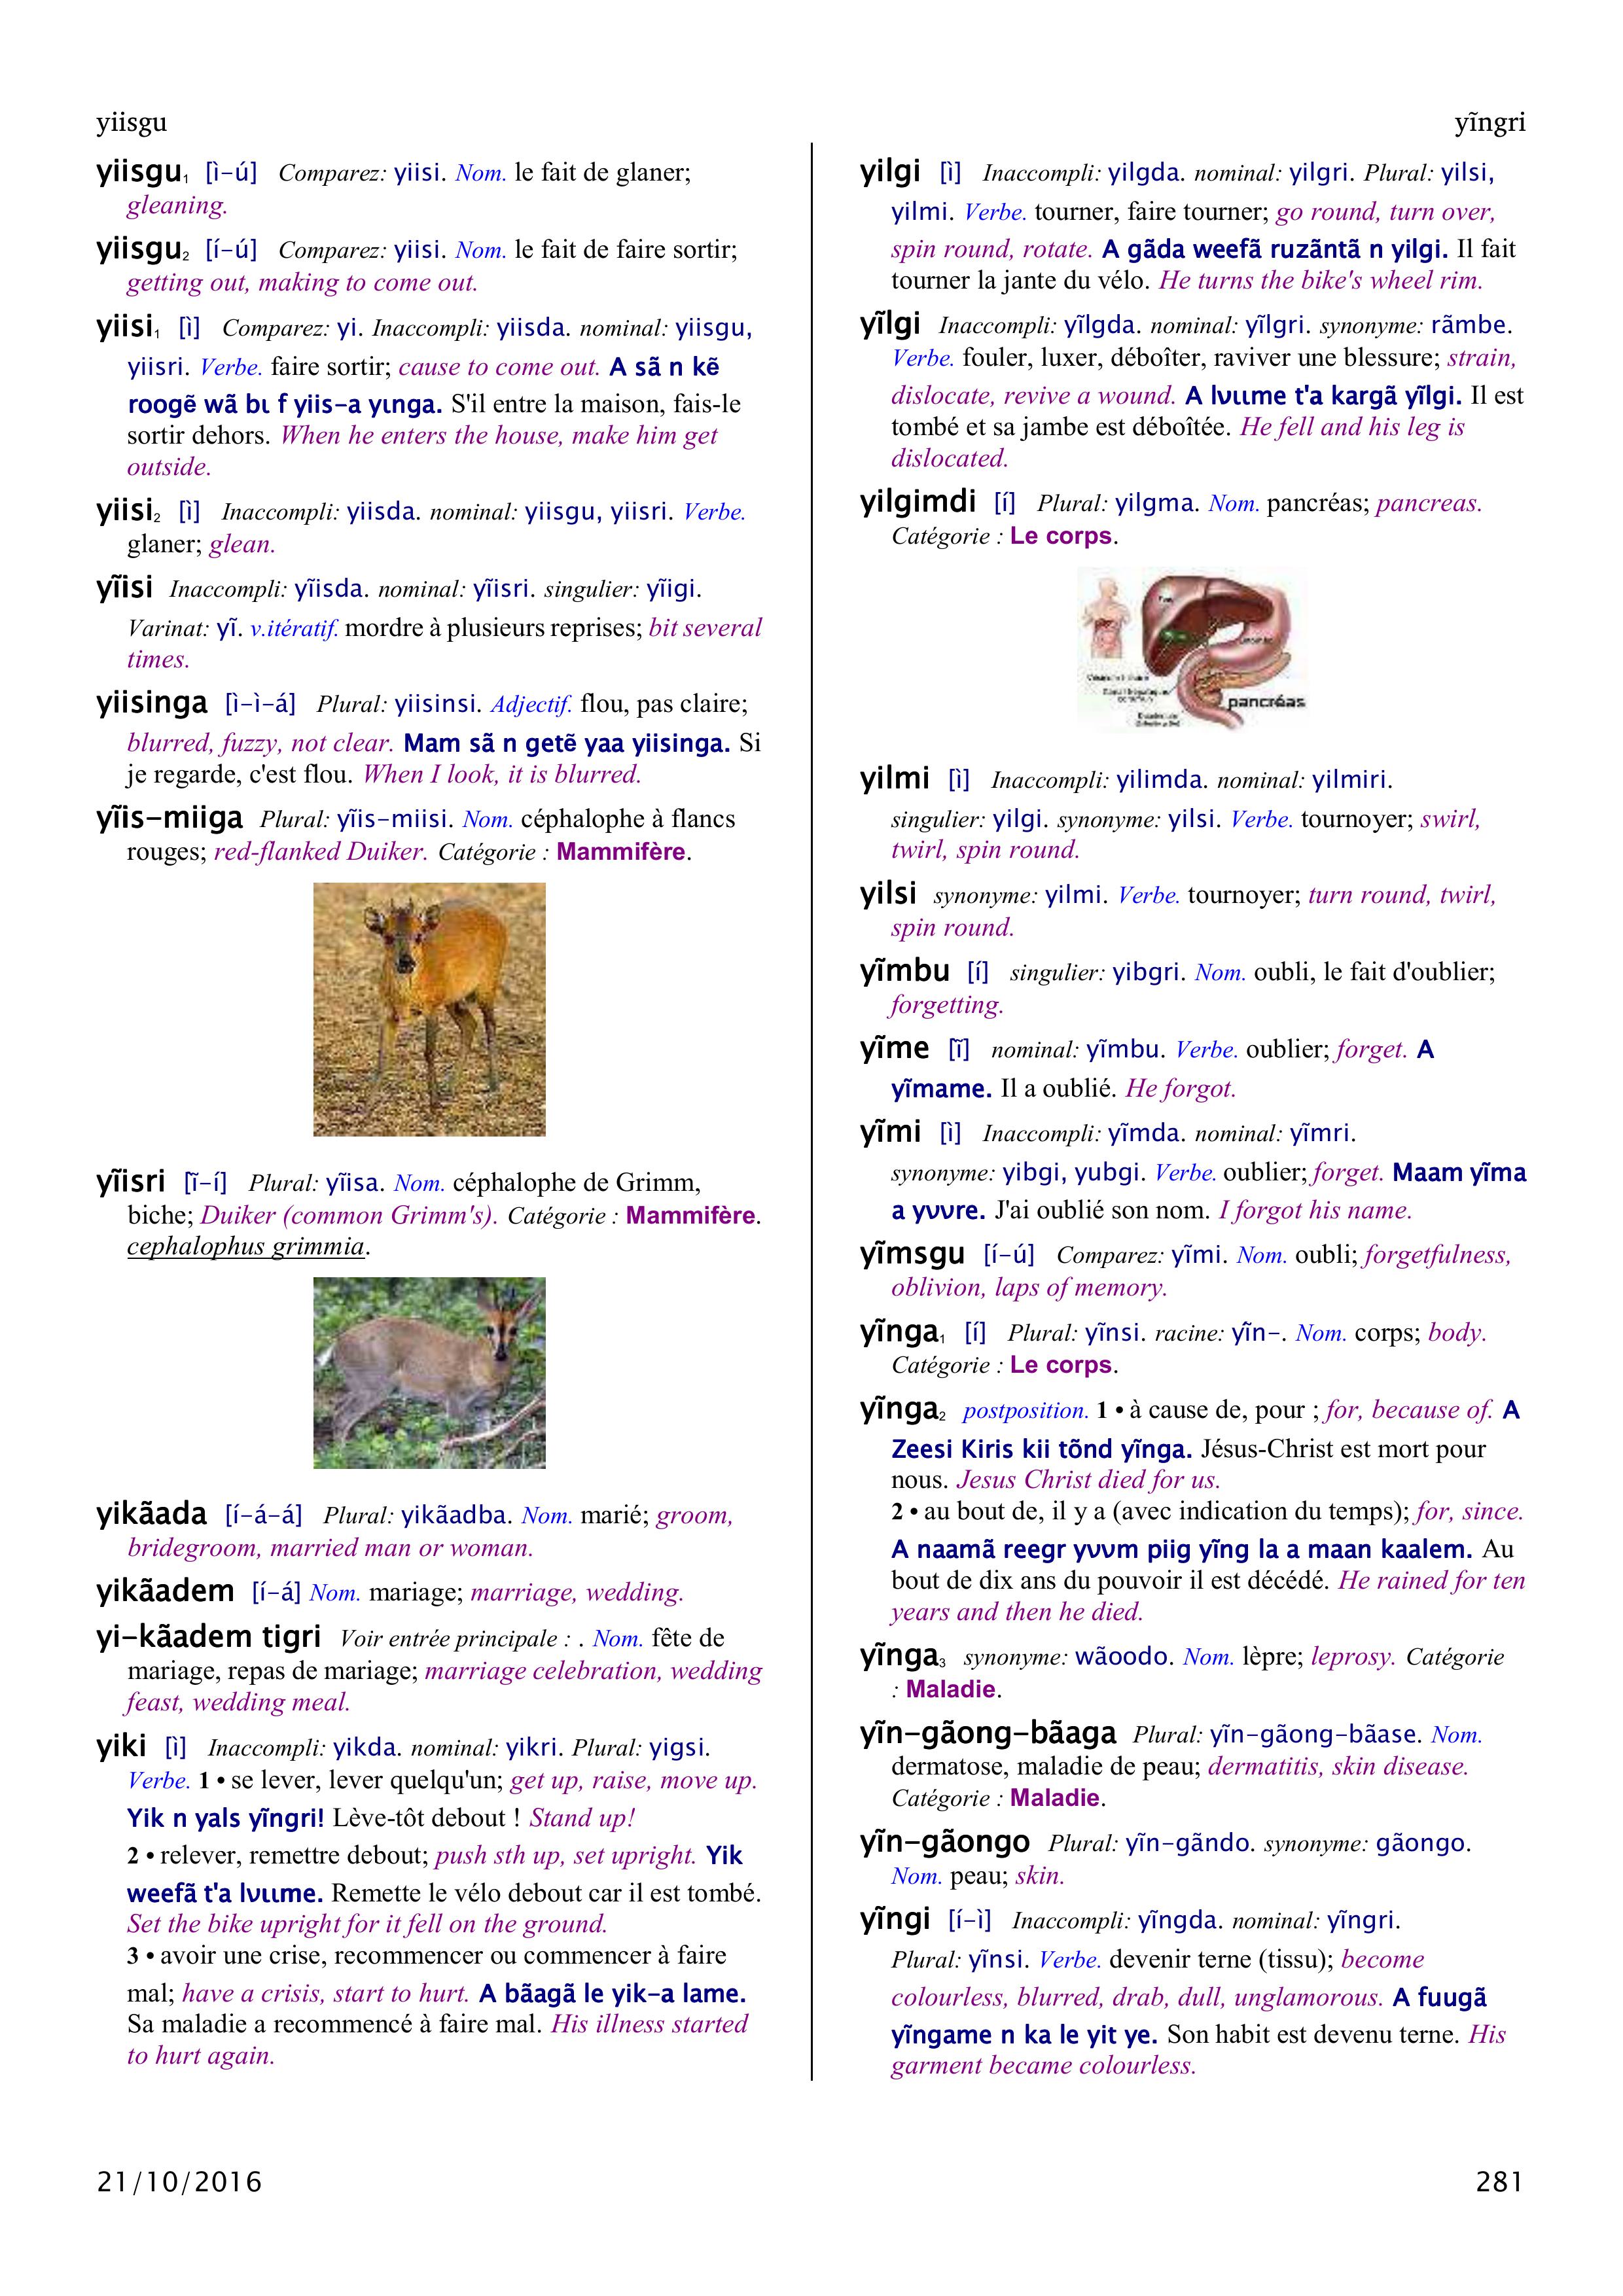 yiisgu
yĩngri
yiisgu₁ [ì-ú] Comparez: yiisi. Nom. le fait de glaner;
gleaning.
yiisgu₂ [í-ú] Comparez: yiisi. Nom. le fait de faire sortir;
getting out, making to come out.
yiisi₁ [ì] Comparez: yi. Inaccompli: yiisda. nominal: yiisgu,
yiisri. Verbe. faire sortir; cause to come out. A sã n kẽ
roogẽ wã bɩ f yiis-a yɩnga. S'il entre la maison, fais-le
sortir dehors. When he enters the house, make him get
outside.
yiisi₂ [ì] Inaccompli: yiisda. nominal: yiisgu, yiisri. Verbe.
glaner; glean.
yĩisi Inaccompli: yĩisda. nominal: yĩisri. singulier: yĩigi.
Varinat: yĩ. v.itératif. mordre à plusieurs reprises; bit several
times.
yiisinga [ì-ì-á] Plural: yiisinsi. Adjectif. flou, pas claire;
blurred, fuzzy, not clear. Mam sã n getẽ yaa yiisinga. Si
je regarde, c'est flou. When I look, it is blurred.
yĩis-miiga Plural: yĩis-miisi. Nom. céphalophe à flancs
rouges; red-flanked Duiker. Catégorie : Mammifère.
yĩisri [ĩ-í] Plural: yĩisa. Nom. céphalophe de Grimm,
biche; Duiker (common Grimm's). Catégorie : Mammifère.
cephalophus grimmia.
yikãada [í-á-á] Plural: yikãadba. Nom. marié; groom,
bridegroom, married man or woman.
yikãadem [í-á] Nom. mariage; marriage, wedding.
yi-kãadem tigri Voir entrée principale : . Nom. fête de
mariage, repas de mariage; marriage celebration, wedding
feast, wedding meal.
yiki [ì] Inaccompli: yikda. nominal: yikri. Plural: yigsi.
Verbe. 1 • se lever, lever quelqu'un; get up, raise, move up.
Yik n yals yĩngri! Lève-tôt debout ! Stand up!
2 • relever, remettre debout; push sth up, set upright. Yik
weefã t'a lʋɩɩme. Remette le vélo debout car il est tombé.
Set the bike upright for it fell on the ground.
3 • avoir une crise, recommencer ou commencer à faire
mal; have a crisis, start to hurt. A bãagã le yik-a lame.
Sa maladie a recommencé à faire mal. His illness started
to hurt again.
yilgi [ì] Inaccompli: yilgda. nominal: yilgri. Plural: yilsi,
yilmi. Verbe. tourner, faire tourner; go round, turn over,
spin round, rotate. A gãda weefã ruzãntã n yilgi. Il fait
tourner la jante du vélo. He turns the bike's wheel rim.
yĩlgi Inaccompli: yĩlgda. nominal: yĩlgri. synonyme: rãmbe.
Verbe. fouler, luxer, déboîter, raviver une blessure; strain,
dislocate, revive a wound. A lʋɩɩme t'a kargã yĩlgi. Il est
tombé et sa jambe est déboîtée. He fell and his leg is
dislocated.
yilgimdi [í] Plural: yilgma. Nom. pancréas; pancreas.
Catégorie : Le corps.
pancréas
yilmi [ì] Inaccompli: yilimda. nominal: yilmiri.
singulier: yilgi. synonyme: yilsi. Verbe. tournoyer; swirl,
twirl, spin round.
yilsi synonyme: yilmi. Verbe. tournoyer; turn round, twirl,
spin round.
yĩmbu [í] singulier: yibgri. Nom. oubli, le fait d'oublier;
forgetting.
yĩme [ĩ] nominal: yĩmbu. Verbe. oublier; forget. A
yĩmame. Il a oublié. He forgot.
yĩmi [ì] Inaccompli: yĩmda. nominal: yĩmri.
synonyme: yibgi, yubgi. Verbe. oublier; forget. Maam yĩma
a yʋʋre. J'ai oublié son nom. I forgot his name.
yĩmsgu [í-ú] Comparez: yĩmi. Nom. oubli; forgetfulness,
oblivion, laps of memory.
yĩnga₁ [í] Plural: yĩnsi. racine: yĩn-. Nom. corps; body.
Catégorie : Le corps.
yĩnga₂ postposition. 1 • à cause de, pour ; for, because of. A
Zeesi Kiris kii tõnd yĩnga. Jésus-Christ est mort pour
nous. Jesus Christ died for us.
2 • au bout de, il y a (avec indication du temps); for, since.
A naamã reegr yʋʋm piig yĩng la a maan kaalem. Au
bout de dix ans du pouvoir il est décédé. He rained for ten
years and then he died.
yĩnga₃ synonyme: wãoodo. Nom. lèpre; leprosy. Catégorie
: Maladie.
yĩn-gãong-bãaga Plural: yĩn-gãong-bãase. Nom.
dermatose, maladie de peau; dermatitis, skin disease.
Catégorie : Maladie.
yĩn-gãongo Plural: yĩn-gãndo. synonyme: gãongo.
Nom. peau; skin.
yĩngi [í-ì] Inaccompli: yĩngda. nominal: yĩngri.
Plural: yĩnsi. Verbe. devenir terne (tissu); become
colourless, blurred, drab, dull, unglamorous. A fuugã
yĩngame n ka le yit ye. Son habit est devenu terne. His
garment became colourless.
21/10/2016
281